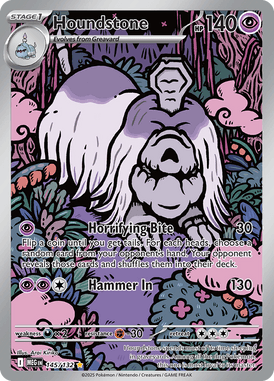 STAGE 1
Houndstone
HP 140
Evolves from Greavard
Horrifying Bite 30
Flip a coin until you get tails. For each heads, choose a
random card from your opponent's hand. Your opponent
reveals those cards and shuffles them into their deck.
Hammer In 130
weakness ×2 resistance 30 retreat
Illus.
MEG EN 145/132
©2025 Pokémon / Nintendo / Creatures / GAME FREAK